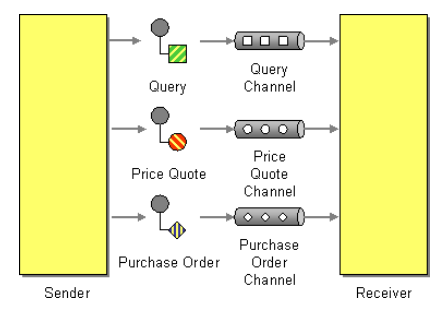 Query
Query
Channel
Price Quote
Price
Quote
Channel
Purchase Order
Purchase
Order
Channel
Sender
Receiver